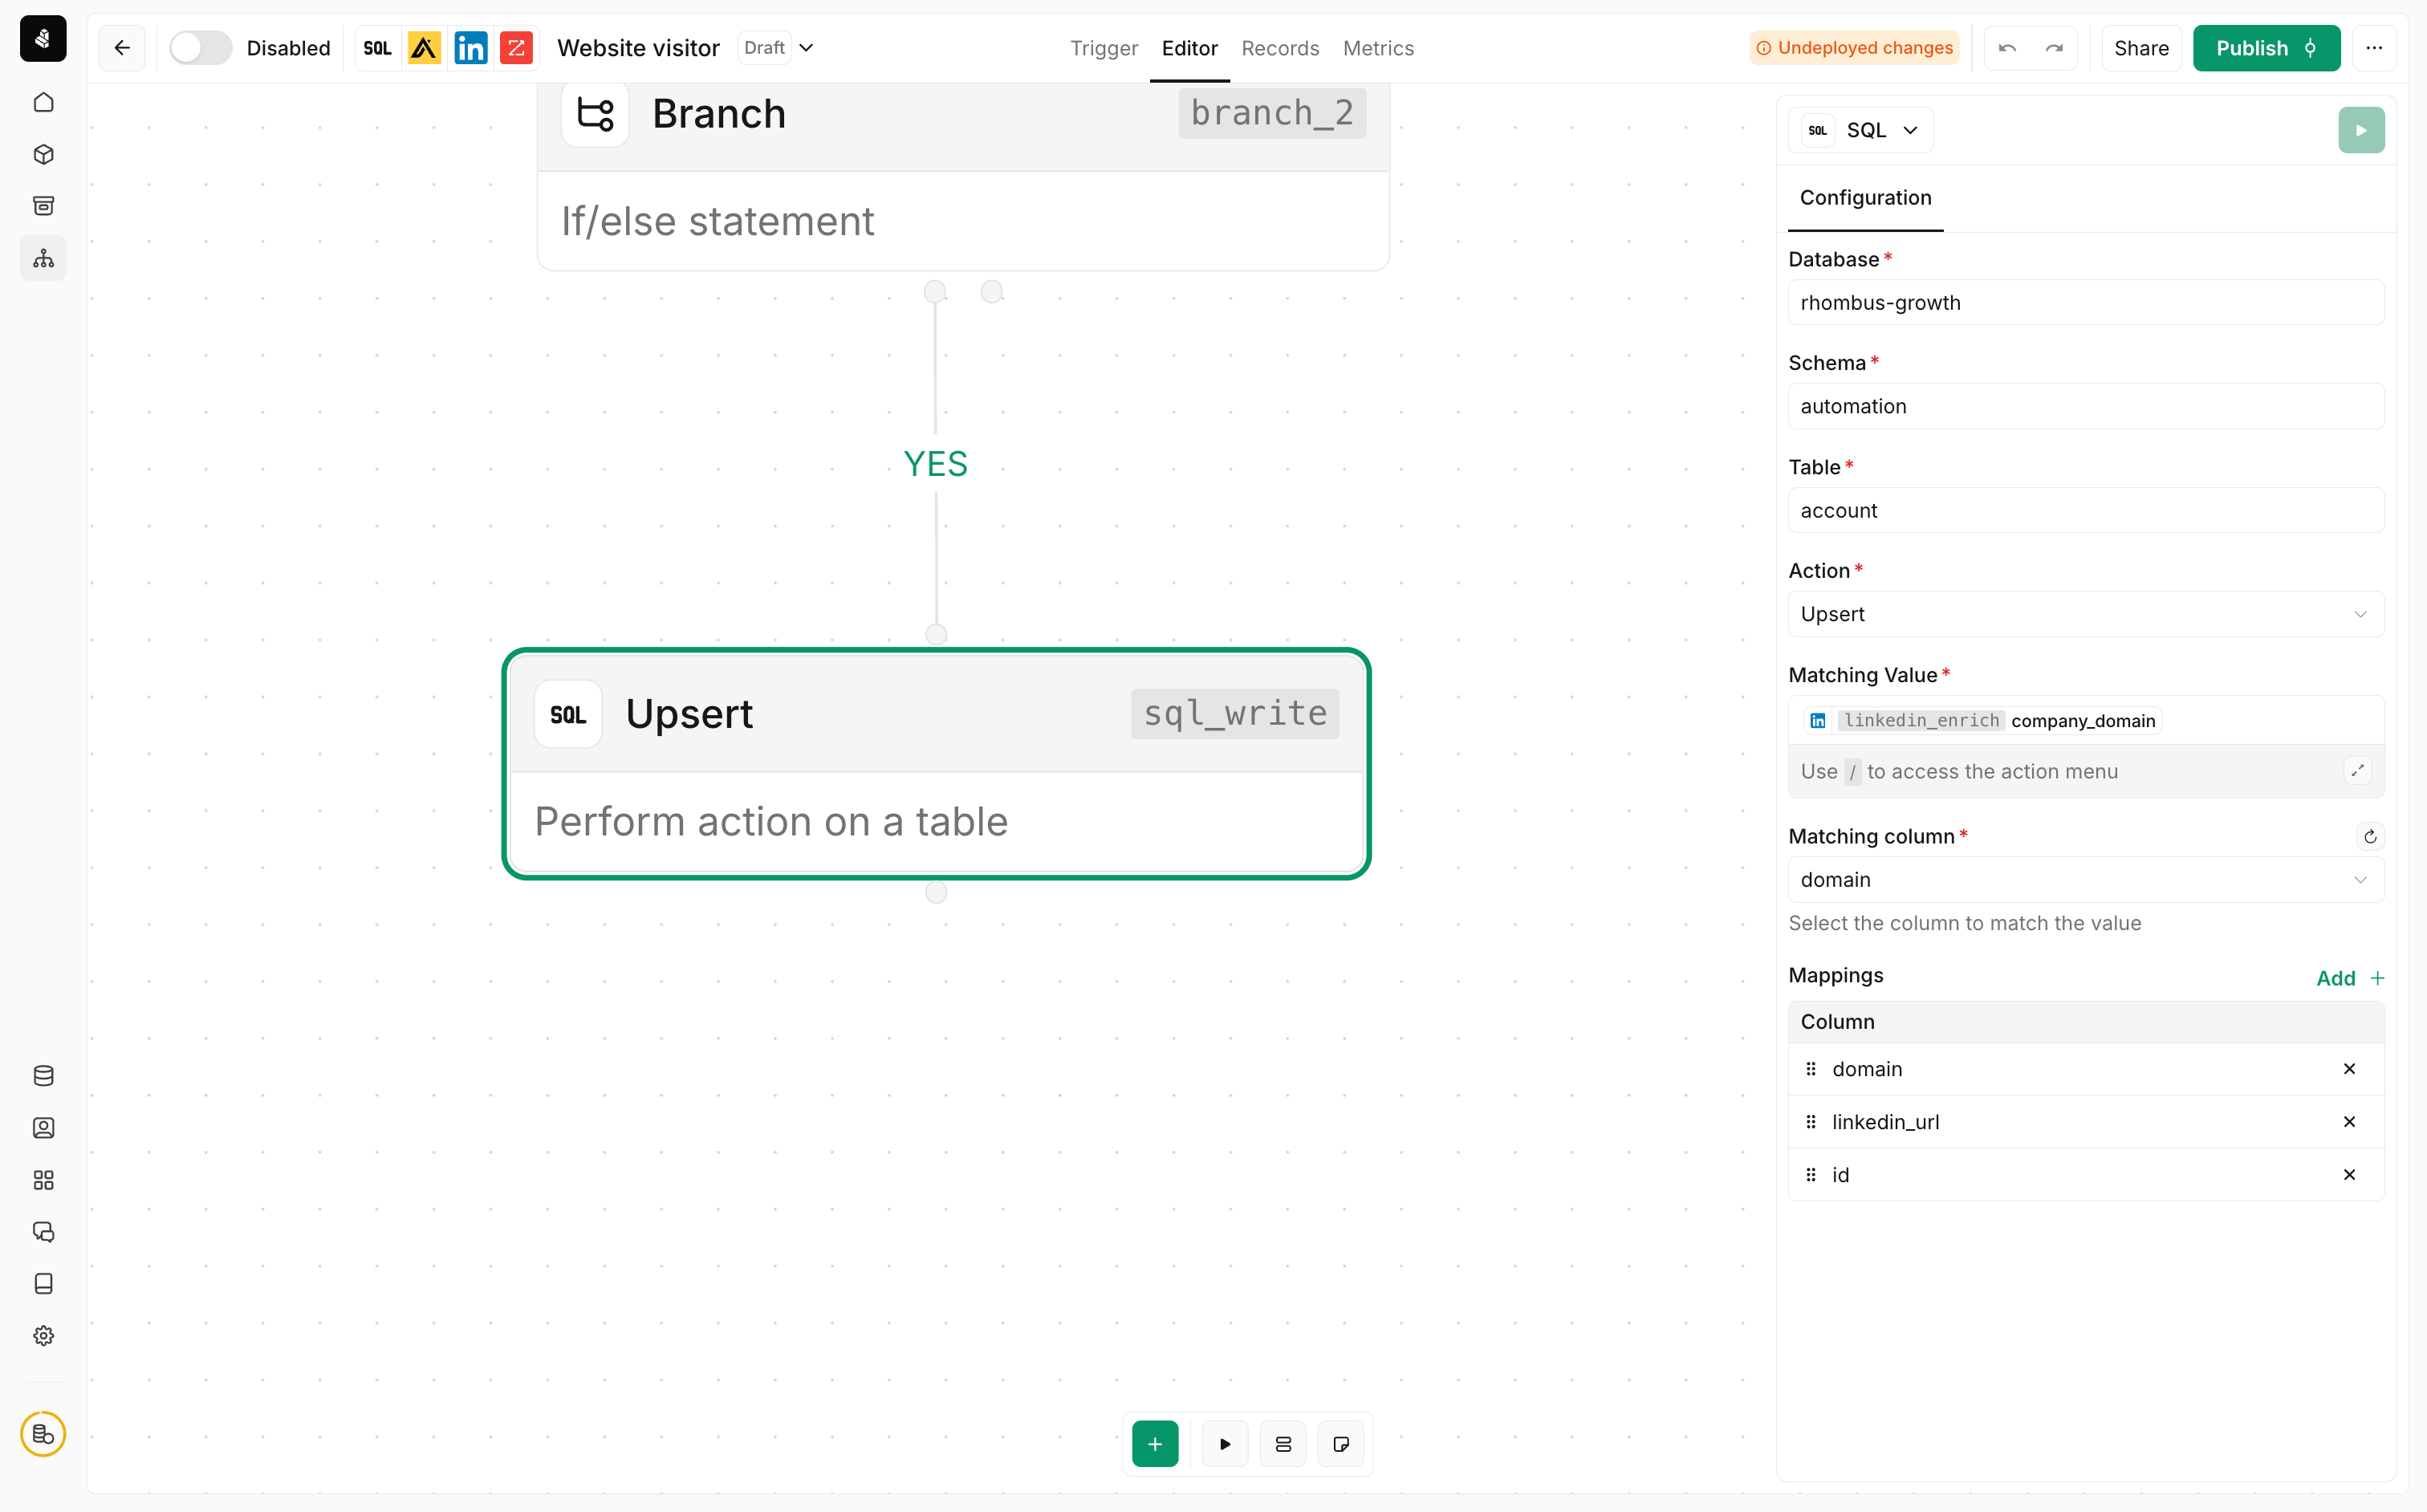 Disabled
SQL
in
Website visitor
Draft
Trigger
Editor
Records
Metrics
Undeployed changes
Share
Publish
Branch
branch_2
If/else statement
YES
SQL
Upsert
sql_write
Perform action on a table
SQL
SQL
Configuration
Database*
rhombus-growth
Schema*
automation
Table*
account
Action*
Upsert
Matching Value*
in linkedin_enrich company_domain
Use / to access the action menu
Matching column*
domain
Select the column to match the value
Mappings
Add +
Column
domain
linkedin_url
id